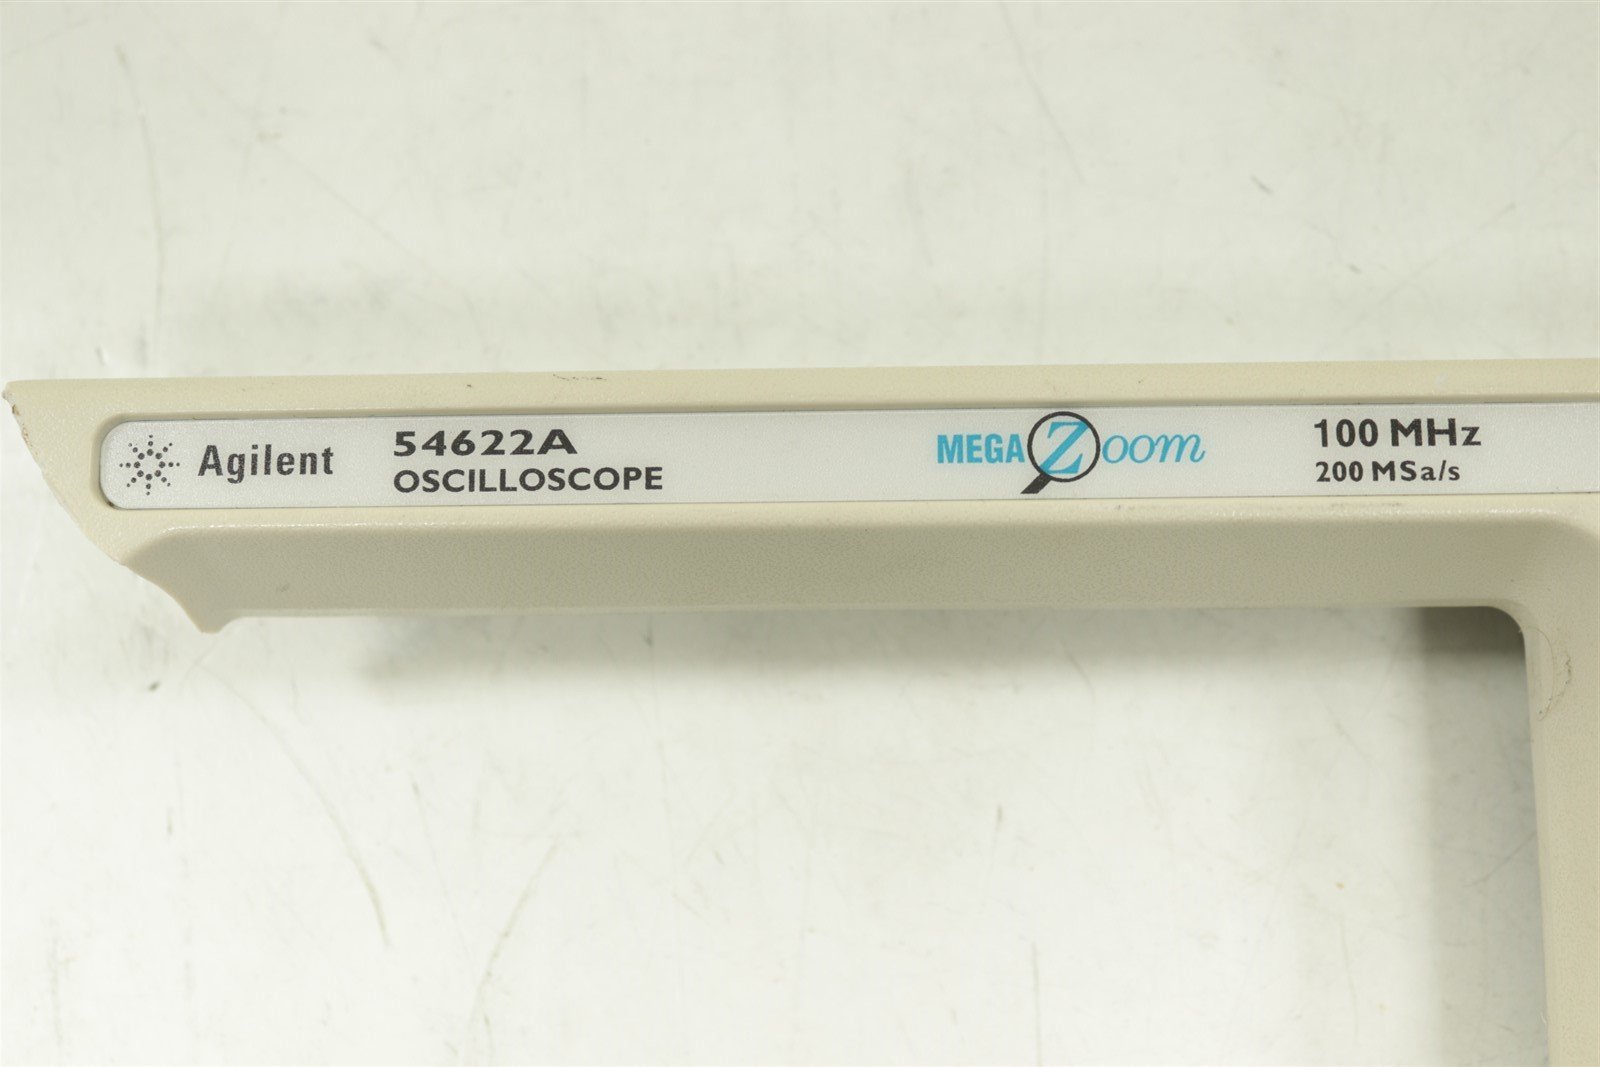 Agilent
54622A
OSCILLOSCOPE
MEGA Zoom
100 MHz
200 MSa/s